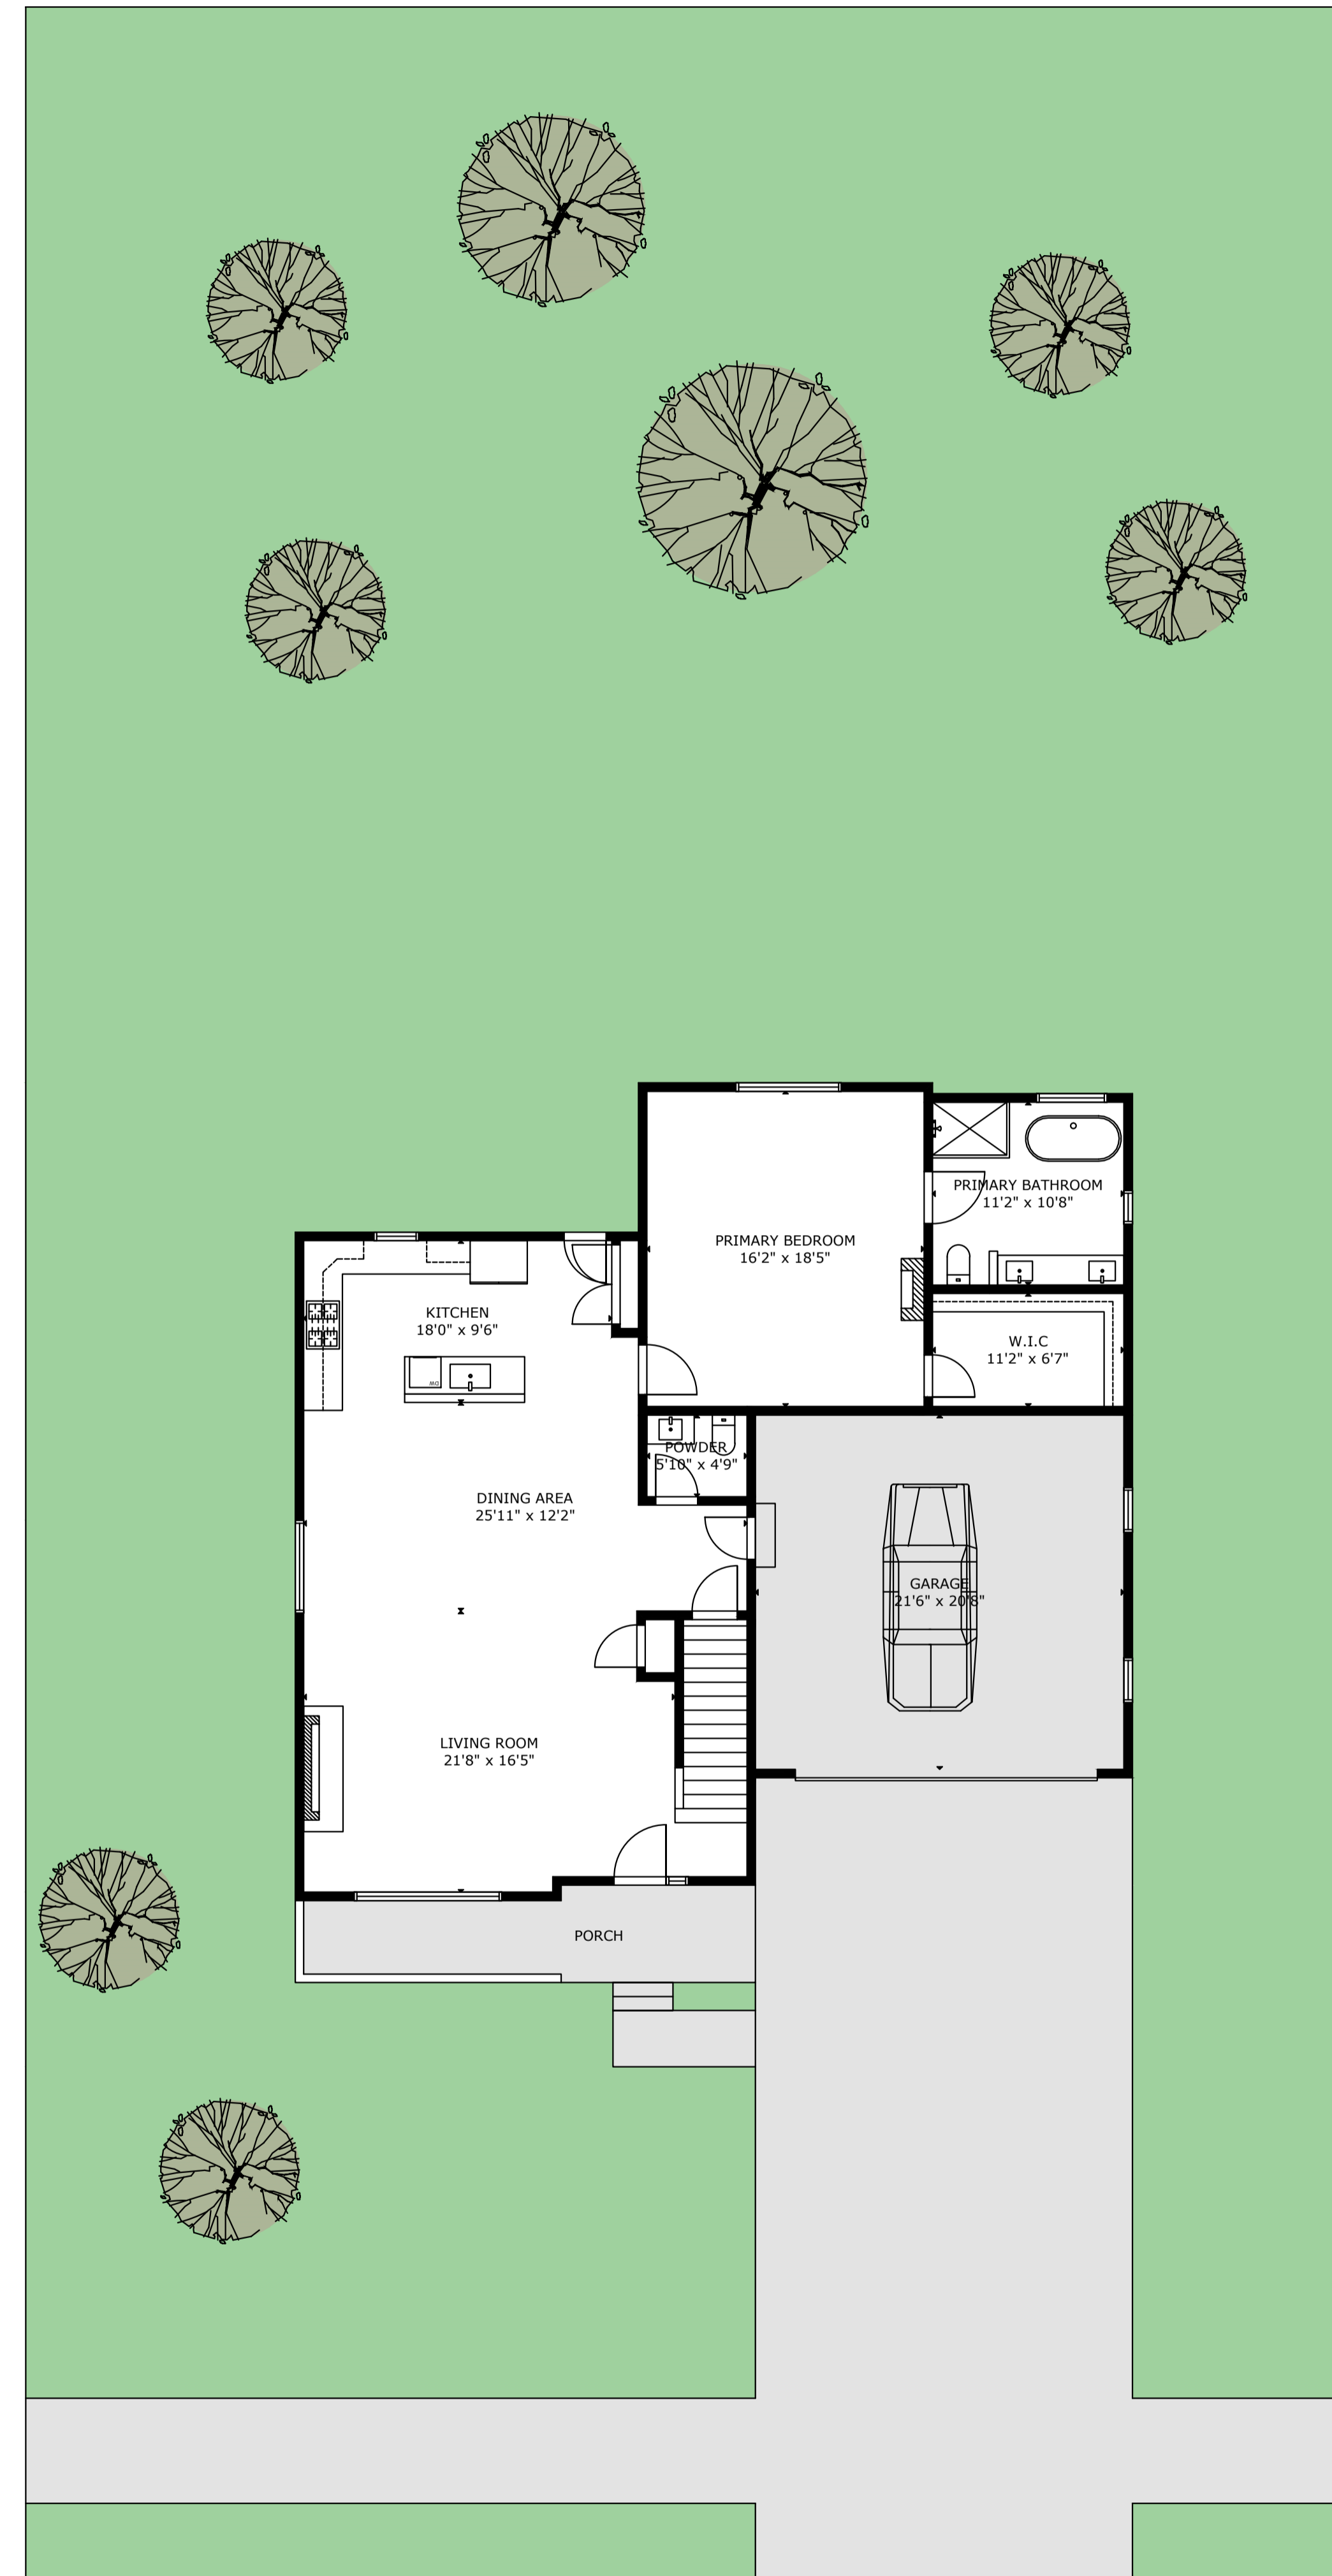 PRIMARY BATHROOM
11'2" x 10'8"
PRIMARY BEDROOM
16'2" x 18'5"
KITCHEN
18'0" x 9'6"
W.I.C
11'2" x 6'7"
DW
POWDER
5'10" x 4'9"
DINING AREA
25'11" x 12'2"
GARAGE
21'6" x 20'8"
LIVING ROOM
21'8" x 16'5"
PORCH